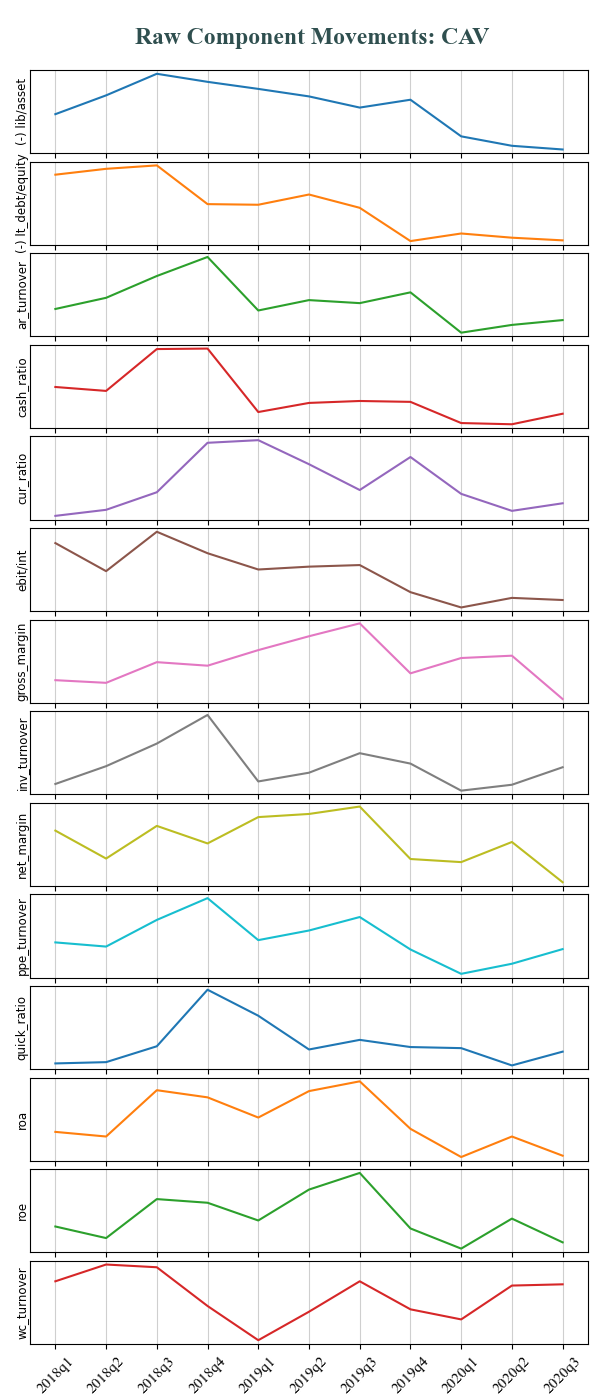 Raw Component Movements: CAV
(-) lib/asset
(-) lt_debt/equity
ar_turnover
cash_ratio
cur_ratio
ebit/int
gross_margin
inv_turnover
net_margin
ppe_turnover
quick_ratio
roa
roe
wc_turnover
2018q1 2018q2 2018q3 2018q4 2019q1 2019q2 2019q3 2019q4 2020q1 2020q2 2020q3